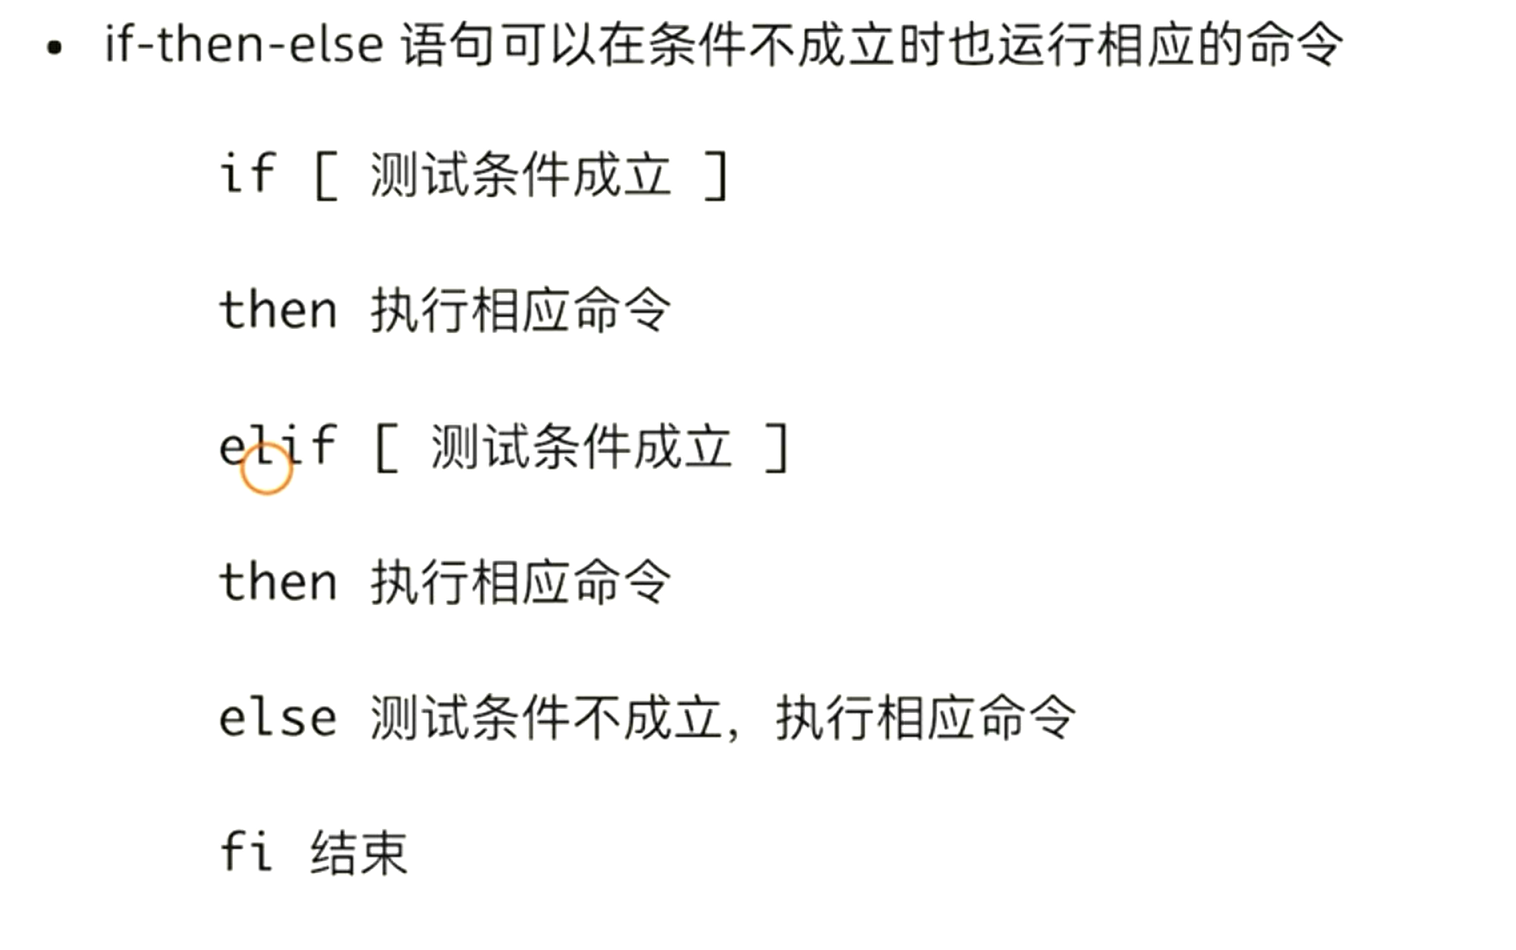 • if-then-else 语句可以在条件不成立时也运行相应的命令
if [ 测试条件成立 ]
then 执行相应命令
elif [ 测试条件成立 ]
then 执行相应命令
else 测试条件不成立，执行相应命令
fi 结束